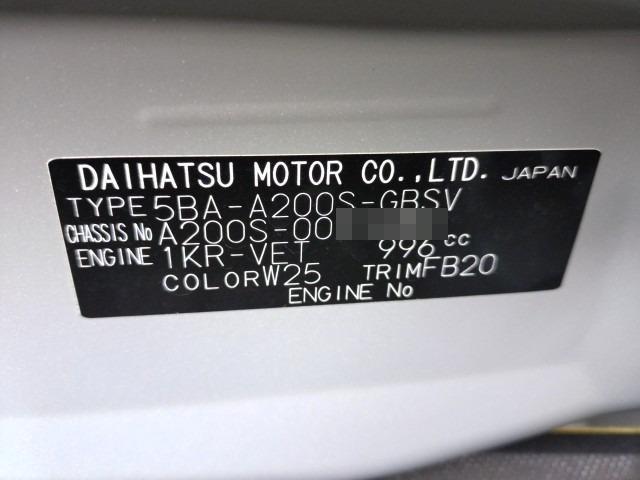 DAIHATSU MOTOR CO.,LTD. JAPAN
TYPE 5BA-A200S-GBSV
CHASSIS No A200S-00
ENGINE 1KR-VET 996 cc
COLOR W25 TRIM FB20
ENGINE No